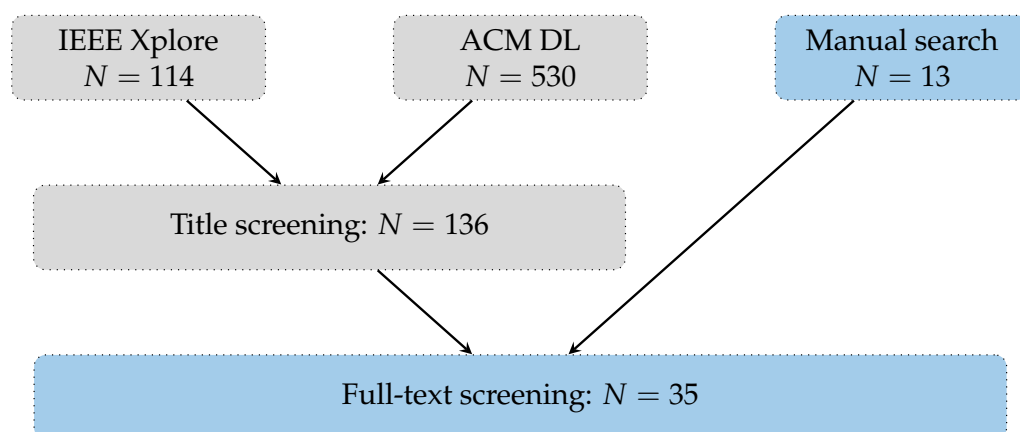 IEEE Xplore
N = 114
ACM DL
N = 530
Manual search
N = 13
Title screening: N = 136
Full-text screening: N = 35